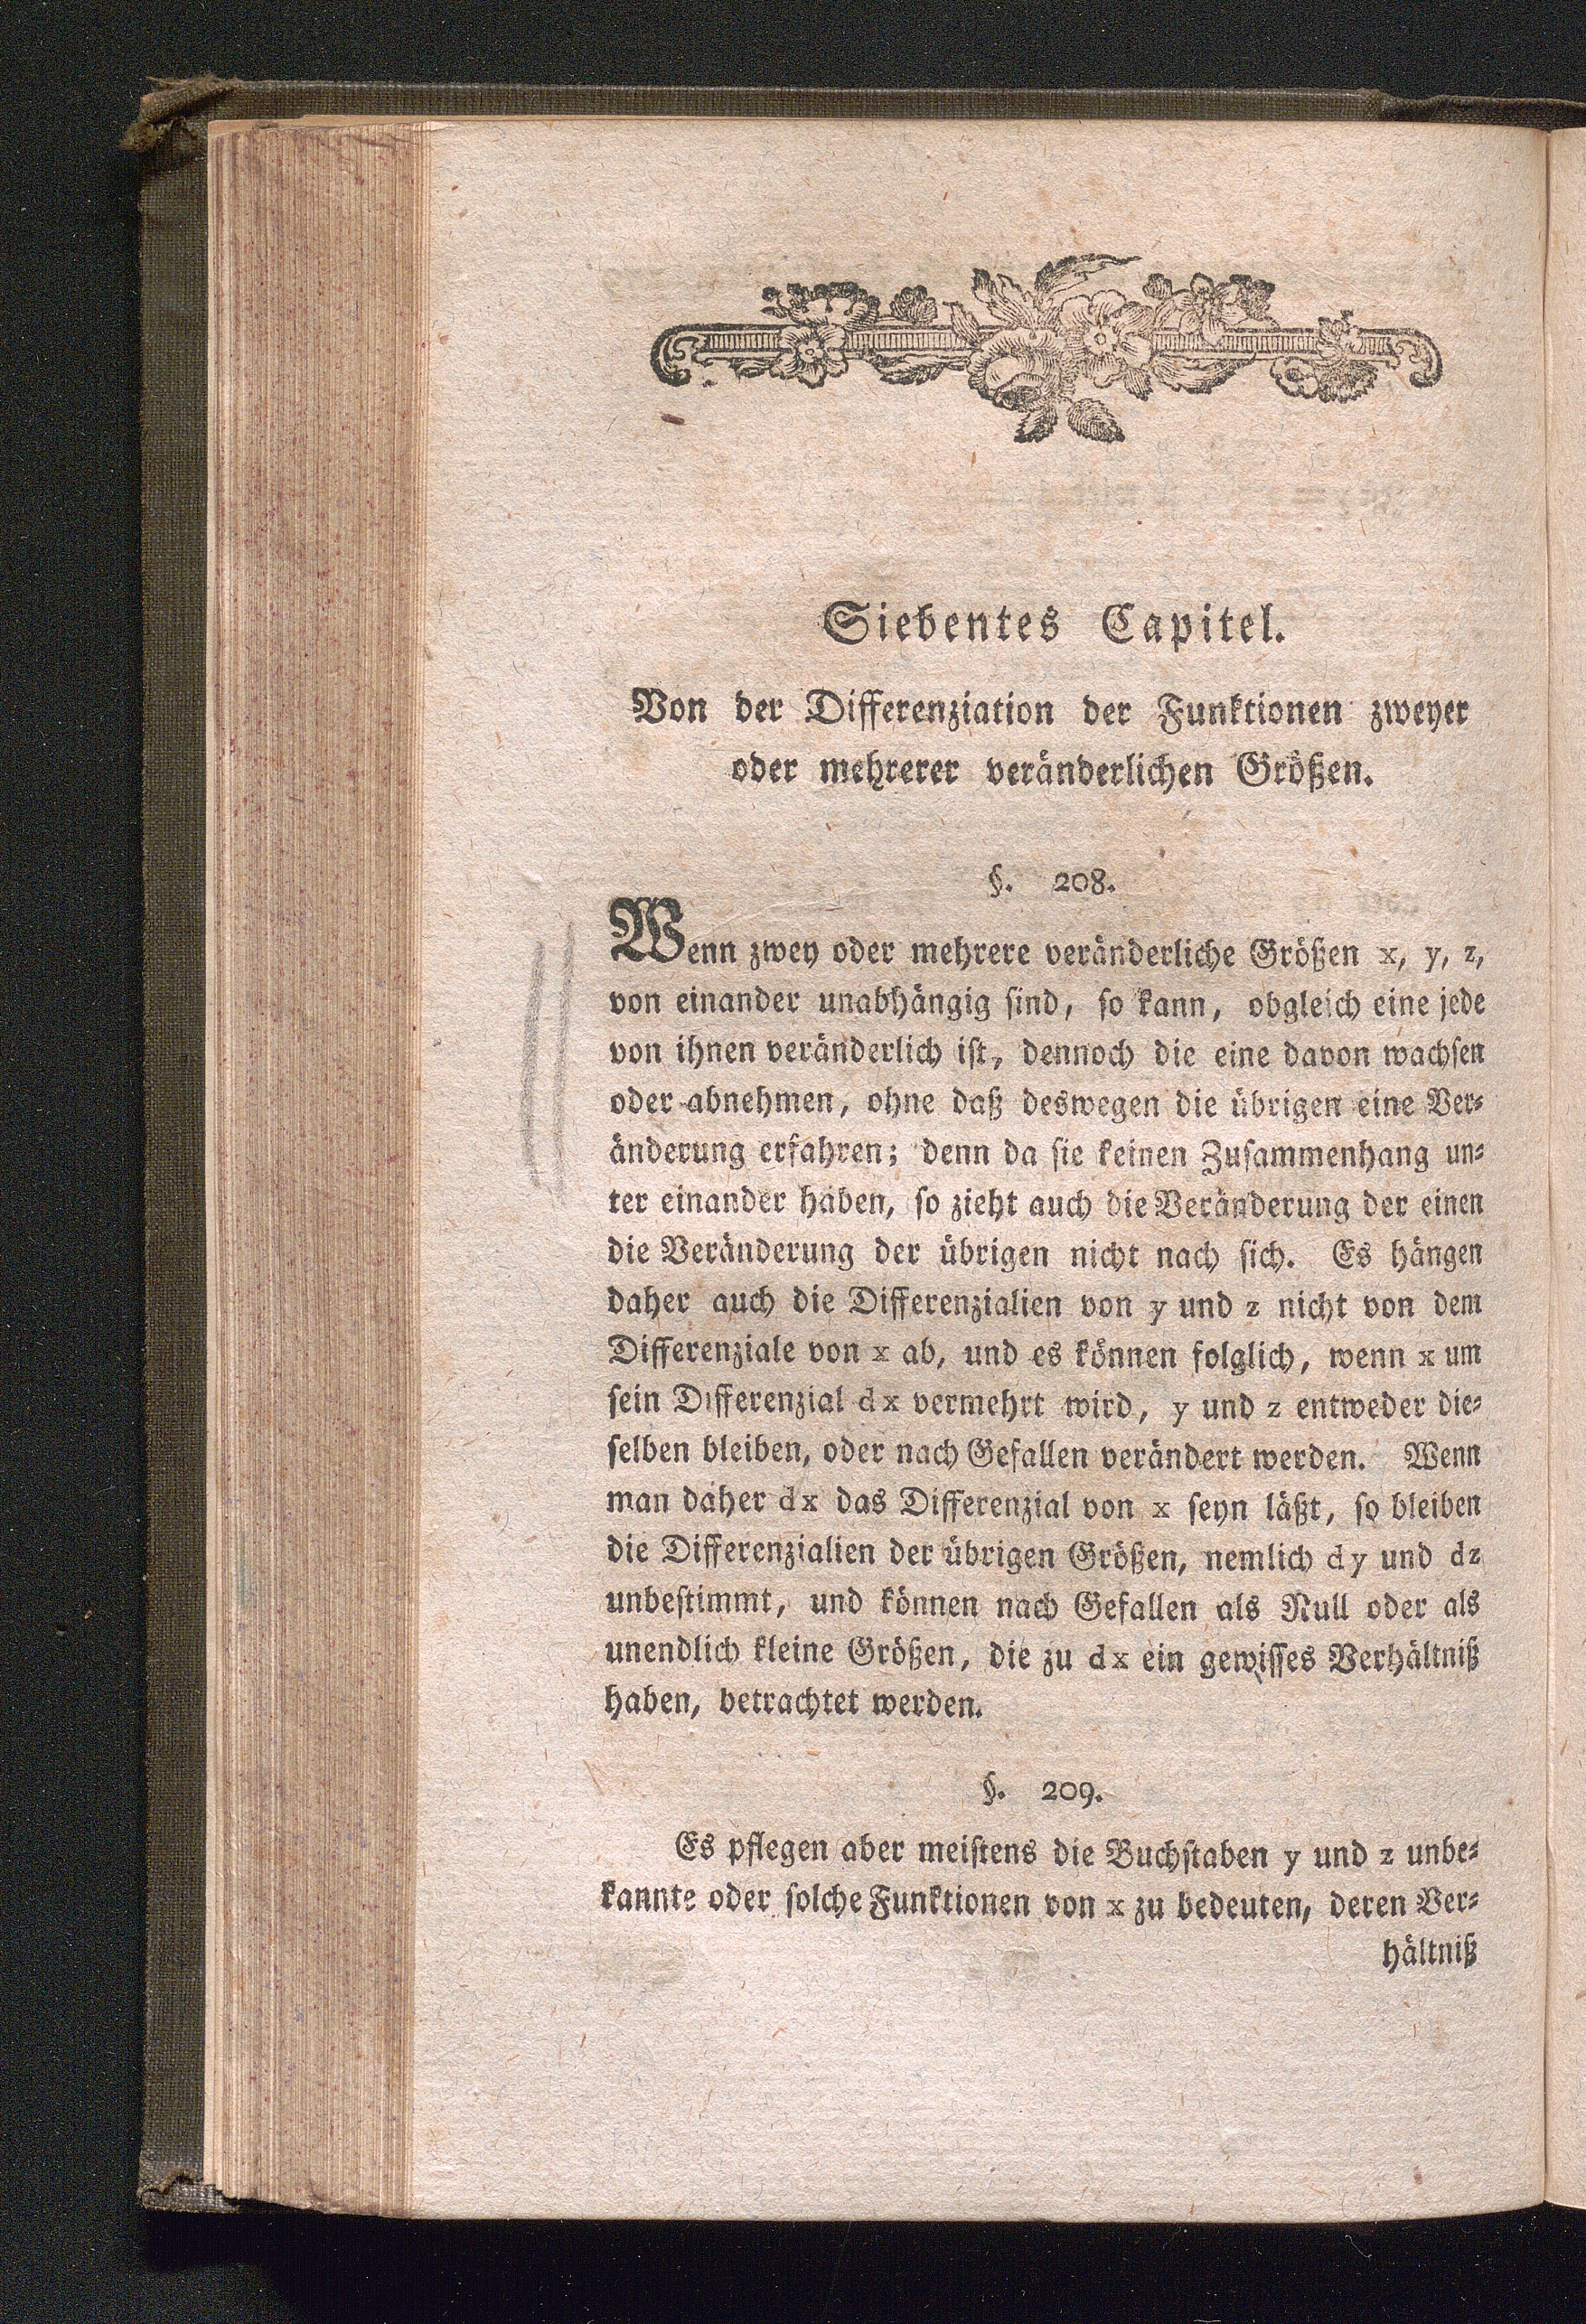 Siebentes Capitel.
Von der Differenziation der Funktionen zweyer
oder mehrerer veränderlichen Größen.
§. 208.
Wenn zwey oder mehrere veränderliche Größen x, y, z,
von einander unabhängig sind, so kann, obgleich eine jede
von ihnen veränderlich ist, dennoch die eine davon wachsen
oder abnehmen, ohne daß deswegen die übrigen eine Ver-
änderung erfahren; denn da sie keinen Zusammenhang un-
ter einander haben, so zieht auch die Veränderung der einen
die Veränderung der übrigen nicht nach sich. Es hängen
daher auch die Differenzialien von y und z nicht von dem
Differenziale von x ab, und es können folglich, wenn x um
sein Differenzial dx vermehrt wird, y und z entweder die-
selben bleiben, oder nach Gefallen verändert werden. Wenn
man daher dx das Differenzial von x seyn läßt, so bleiben
die Differenzialien der übrigen Größen, nemlich dy und dz
unbestimmt, und können nach Gefallen als Null oder als
unendlich kleine Größen, die zu dx ein gewisses Verhältniß
haben, betrachtet werden.
§. 209.
Es pflegen aber meistens die Buchstaben y und z unbe-
kannte oder solche Funktionen von x zu bedeuten, deren Ver-
hältniß